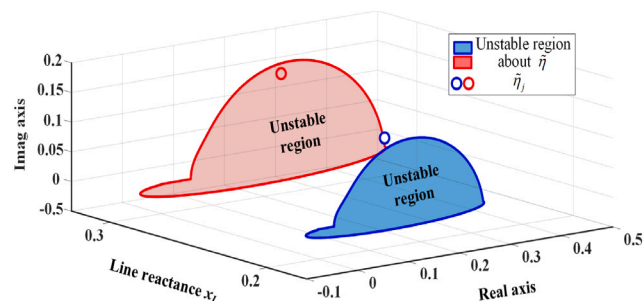 0.2
0.15
0.1
0.05
0
-0.5
Imag axis
Unstable region
about η̃
η̃j
Unstable
region
Unstable
region
0.3
0.2
Line reactance xL
-0.1
0
0.1
0.2
0.3
0.4
0.5
Real axis